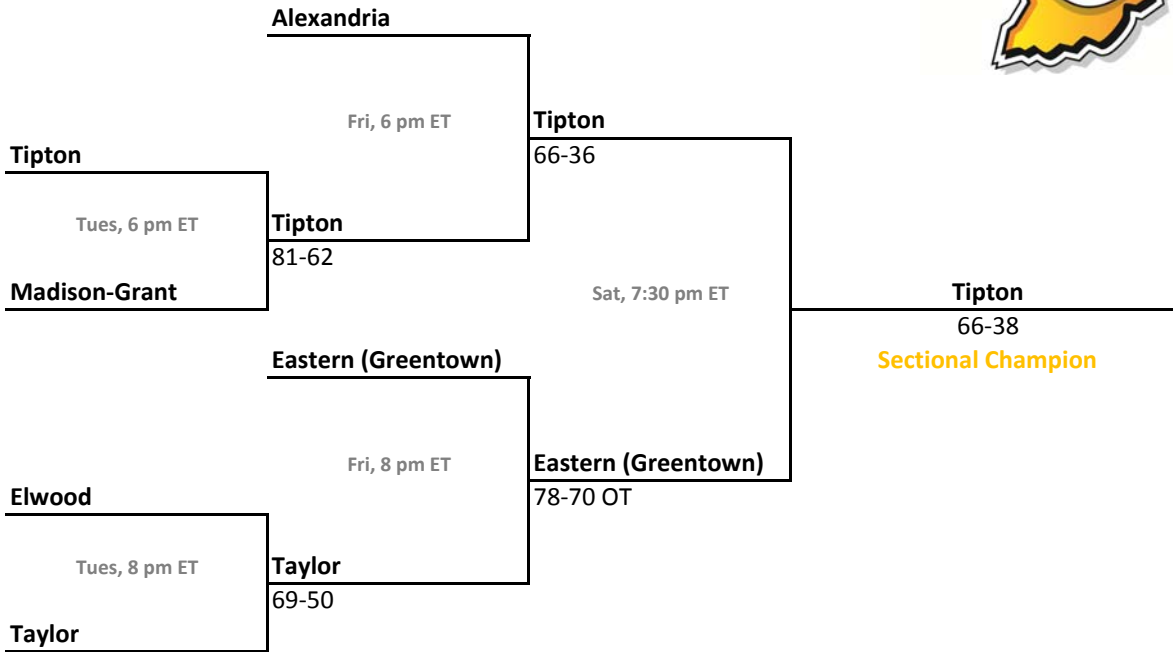 Alexandria
Fri, 6 pm ET
Tipton
Tipton
66-36
Tues, 6 pm ET
Tipton
81-62
Madison-Grant
Sat, 7:30 pm ET
Tipton
66-38
Eastern (Greentown)
Sectional Champion
Fri, 8 pm ET
Eastern (Greentown)
Elwood
78-70 OT
Tues, 8 pm ET
Taylor
69-50
Taylor